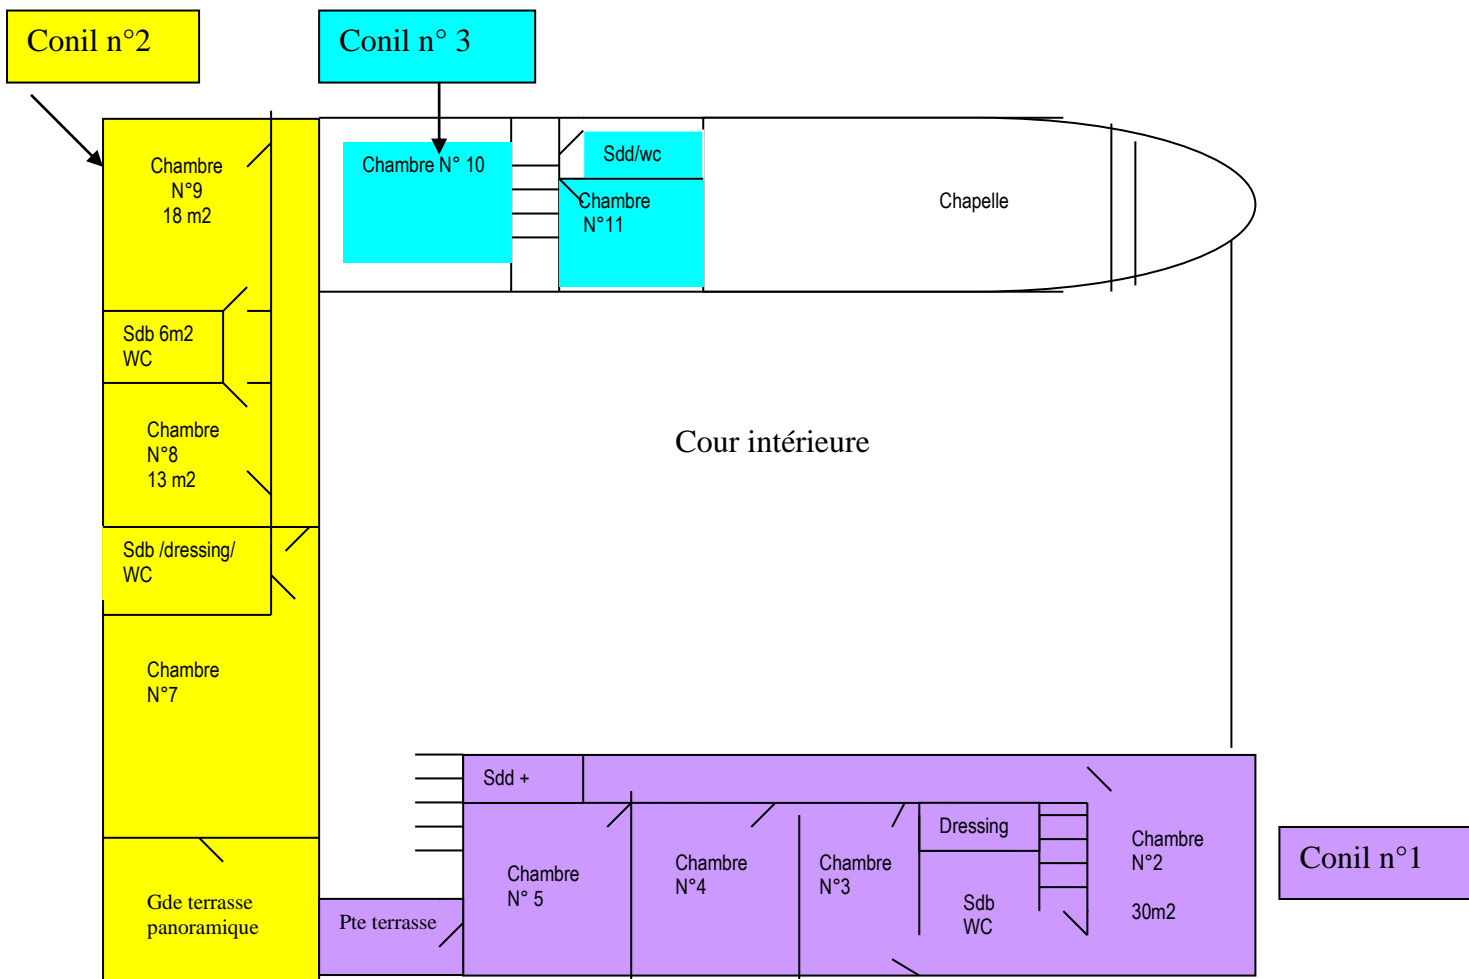 Conil n°2
Conil n° 3
Chambre
N°9
18 m2
Chambre N° 10
Sdd/wc
Chambre
N°11
Chapelle
Sdb 6m2
WC
Chambre
N°8
13 m2
Cour intérieure
Sdb /dressing/
WC
Chambre
N°7
Sdd +
Dressing
Chambre
N° 5
Chambre
N°4
Chambre
N°3
Chambre
N°2
30m2
Conil n°1
Sdb
WC
Gde terrasse
panoramique
Pte terrasse